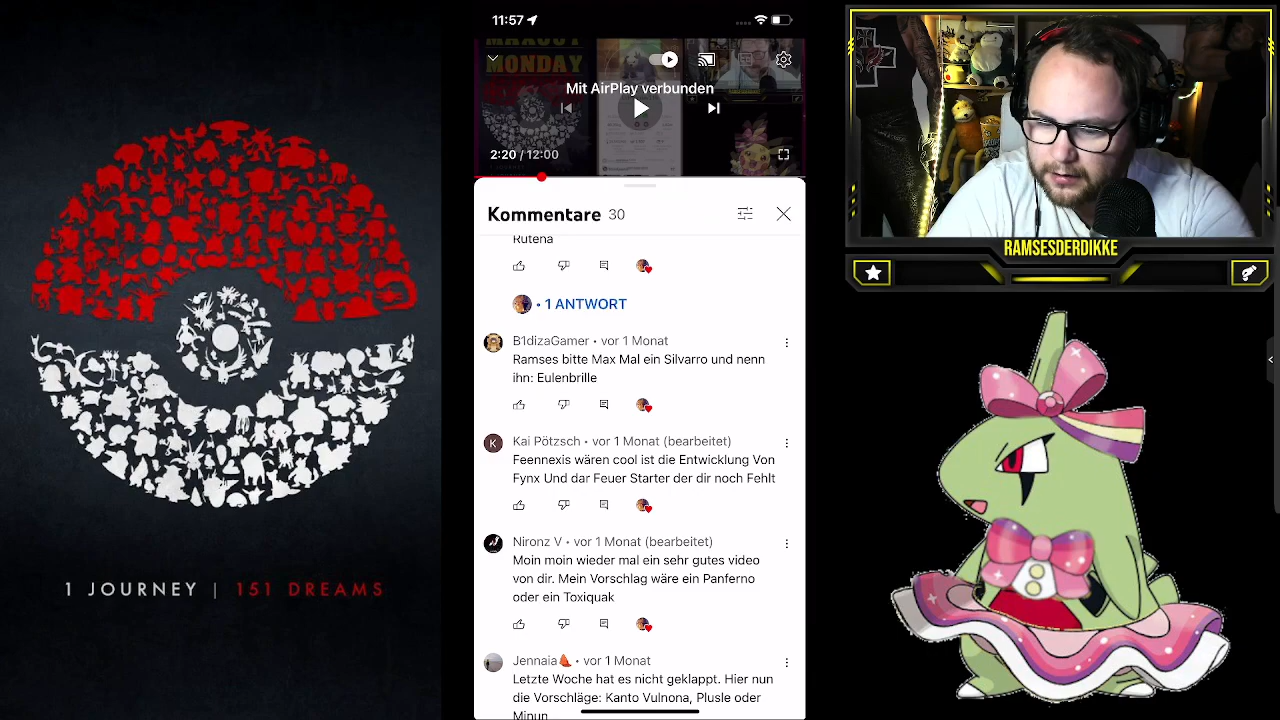 11:57
MAXOUT
MONDAY
Mit AirPlay verbunden
2:20 / 12:00
Kommentare 30
Rutena
• 1 ANTWORT
B1dizaGamer • vor 1 Monat
Ramses bitte Max Mal ein Silvarro und nenn
ihn: Eulenbrille
K
Kai Pötzsch • vor 1 Monat (bearbeitet)
Feennexis wären cool ist die Entwicklung Von
Fynx Und dar Feuer Starter der dir noch Fehlt
Nironz V • vor 1 Monat (bearbeitet)
Moin moin wieder mal ein sehr gutes video
von dir. Mein Vorschlag wäre ein Panferno
oder ein Toxiquak
Jennaia • vor 1 Monat
Letzte Woche hat es nicht geklappt. Hier nun
die Vorschläge: Kanto Vulnona, Plusle oder
Minun
1 JOURNEY | 151 DREAMS
RAMSESDERDIKKE